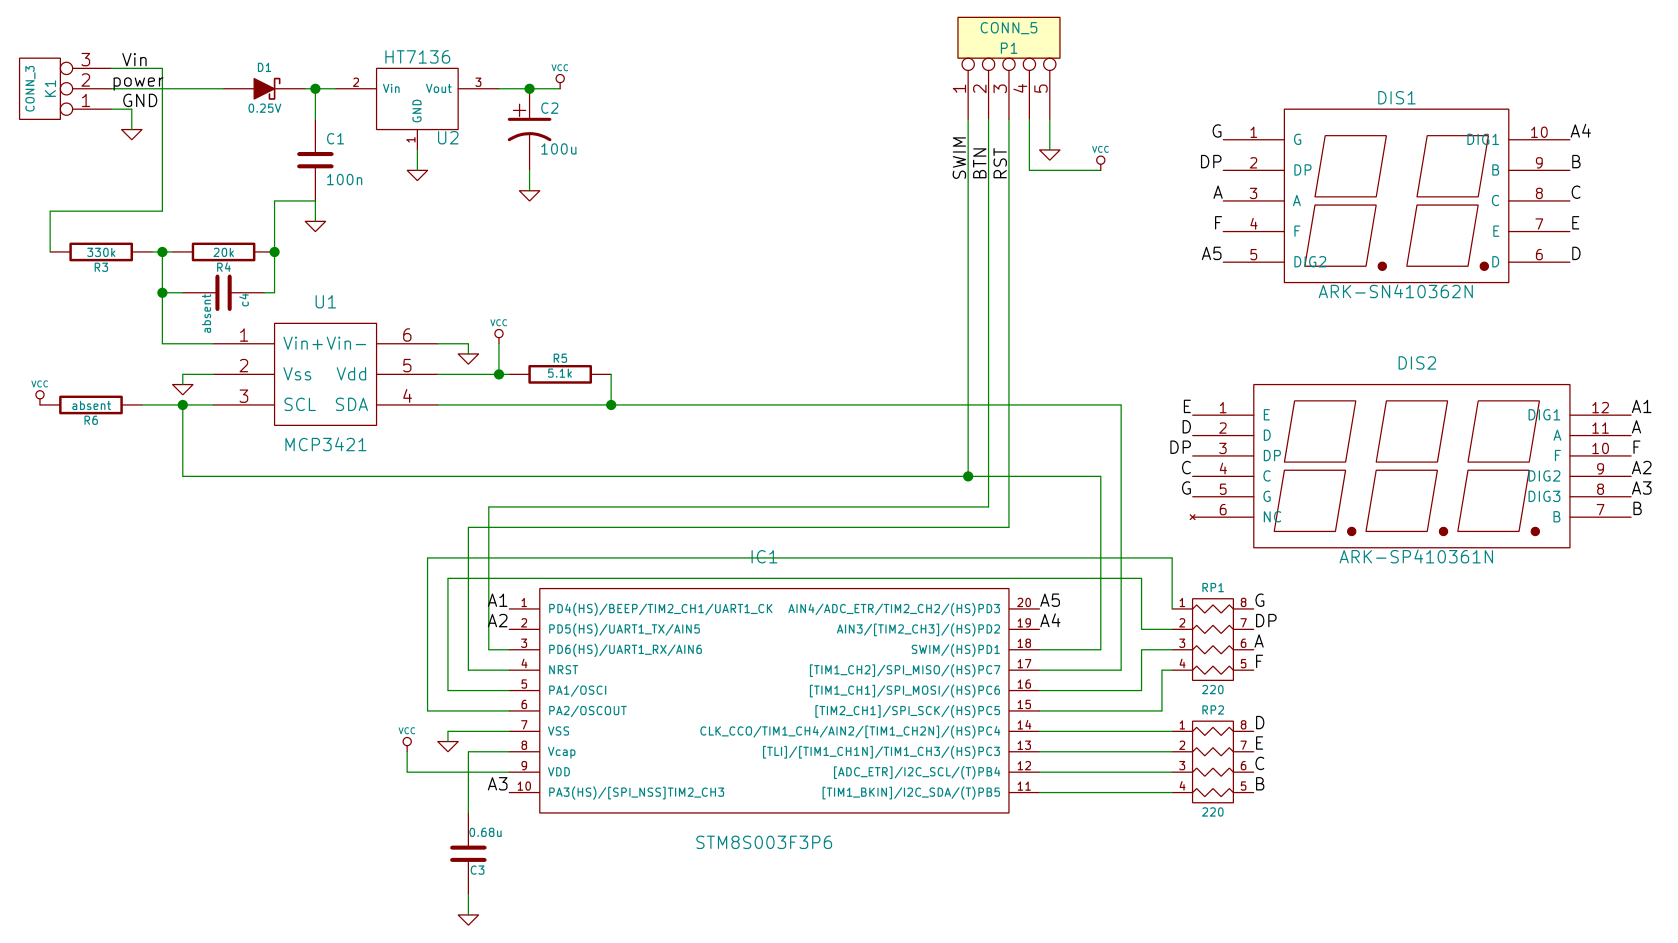 CONN_3
K1
3
2
1
Vin
power
GND
D1
0.25V
HT7136
2
Vin
Vout
3
GND
1
U2
VCC
C1
100n
C2
100u
CONN_5
P1
1
2
3
4
5
SWIM
BTN
RST
VCC
330k
R3
20k
R4
absent
c4
U1
1
Vin+
Vin-
6
2
Vss
Vdd
5
3
SCL
SDA
4
MCP3421
VCC
absent
R6
VCC
R5
5.1k
DIS1
G 1 G
DIG1 10 A4
DP 2 DP
B 9 B
A 3 A
C 8 C
F 4 F
E 7 E
A5 5 DIG2
D 6 D
ARK-SN410362N
DIS2
E 1 E
DIG1 12 A1
D 2 D
A 11 A
DP 3 DP
F 10 F
C 4 C
DIG2 9 A2
G 5 G
DIG3 8 A3
6 NC
B 7 B
ARK-SP410361N
IC1
A1 1 PD4(HS)/BEEP/TIM2_CH1/UART1_CK
AIN4/ADC_ETR/TIM2_CH2/(HS)PD3 20 A5
A2 2 PD5(HS)/UART1_TX/AIN5
AIN3/[TIM2_CH3]/(HS)PD2 19 A4
3 PD6(HS)/UART1_RX/AIN6
SWIM/(HS)PD1 18
4 NRST
[TIM1_CH2]/SPI_MISO/(HS)PC7 17
5 PA1/OSCI
[TIM1_CH1]/SPI_MOSI/(HS)PC6 16
6 PA2/OSCOUT
[TIM2_CH1]/SPI_SCK/(HS)PC5 15
7 VSS
CLK_CCO/TIM1_CH4/AIN2/[TIM1_CH2N]/(HS)PC4 14
8 Vcap
[TLI]/[TIM1_CH1N]/TIM1_CH3/(HS)PC3 13
9 VDD
[ADC_ETR]/I2C_SCL/(T)PB4 12
A3 10 PA3(HS)/[SPI_NSS]TIM2_CH3
[TIM1_BKIN]/I2C_SDA/(T)PB5 11
STM8S003F3P6
VCC
0.68u
C3
RP1
1 8 G
2 7 DP
3 6 A
4 5 F
220
RP2
1 8 D
2 7 E
3 6 C
4 5 B
220